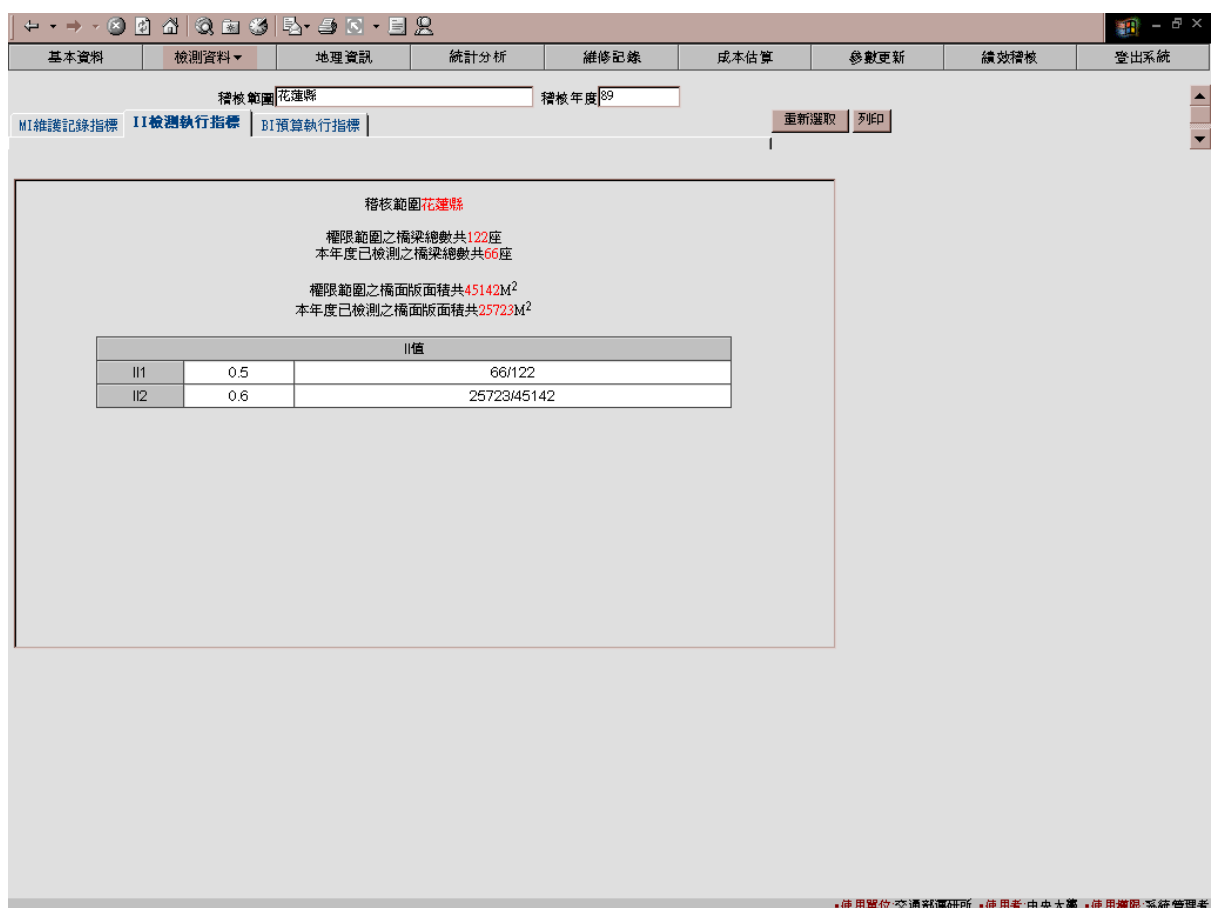 基本資料 檢測資料▼ 地理資訊 統計分析 維修記錄 成本估算 參數更新 績效稽核 登出系統
稽核範圍 花蓮縣 稽核年度 89
MI維護記錄指標 II檢測執行指標 BI預算執行指標 重新選取 列印
稽核範圍花蓮縣
權限範圍之橋梁總數共122座
本年度已檢測之橋梁總數共66座
權限範圍之橋面版面積共45142M²
本年度已檢測之橋面版面積共25723M²
II值
II1 0.5 66/122
II2 0.6 25723/45142
▪使用單位:交通部運研所 ▪使用者:中央大學 ▪使用權限:系統管理者